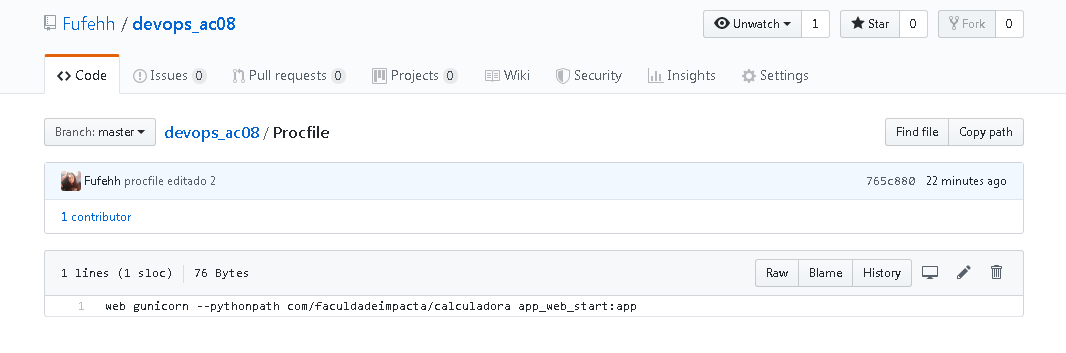 Fufehh / devops_ac08
Unwatch 1 Star 0 Fork 0
Code Issues 0 Pull requests 0 Projects 0 Wiki Security Insights Settings
Branch: master devops_ac08 / Procfile Find file Copy path
Fufehh procfile editado 2 765c880 22 minutes ago
1 contributor
1 lines (1 sloc) 76 Bytes Raw Blame History
1 web gunicorn --pythonpath com/faculdadeimpacta/calculadora app_web_start:app